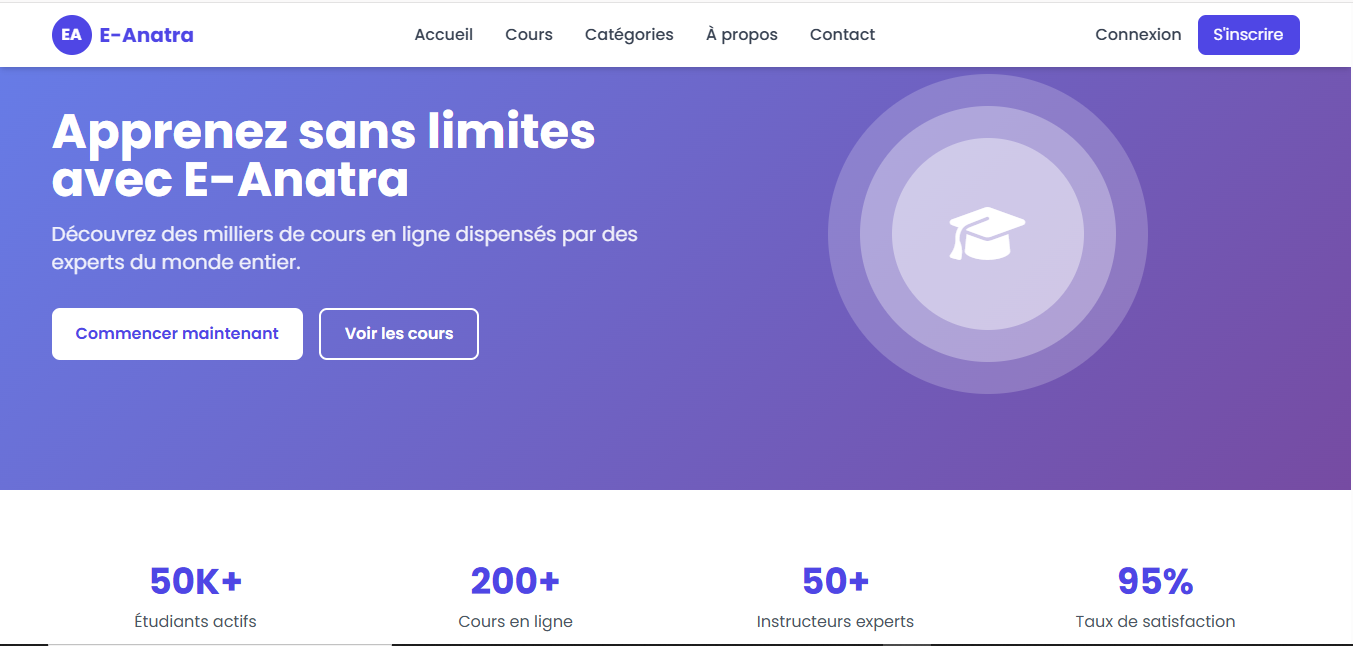 EA E-Anatra Accueil Cours Catégories À propos Contact Connexion S'inscrire
Apprenez sans limites
avec E-Anatra
Découvrez des milliers de cours en ligne dispensés par des
experts du monde entier.
Commencer maintenant Voir les cours
50K+ 200+ 50+ 95%
Étudiants actifs Cours en ligne Instructeurs experts Taux de satisfaction